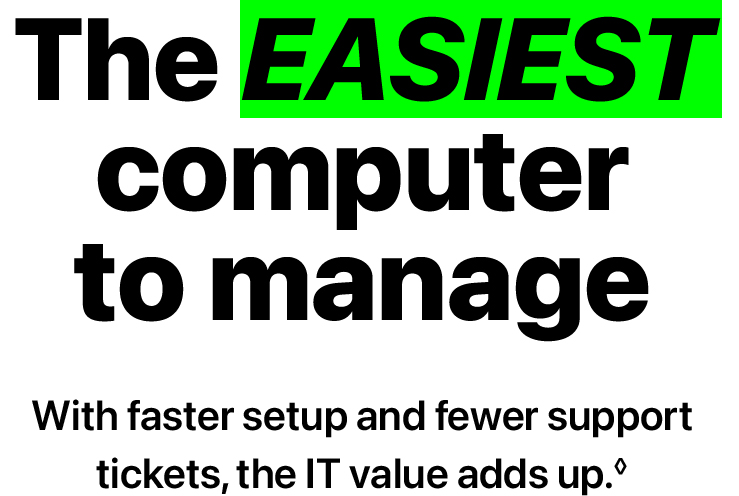 The EASIEST
computer
to manage
With faster setup and fewer support
tickets, the IT value adds up.◊